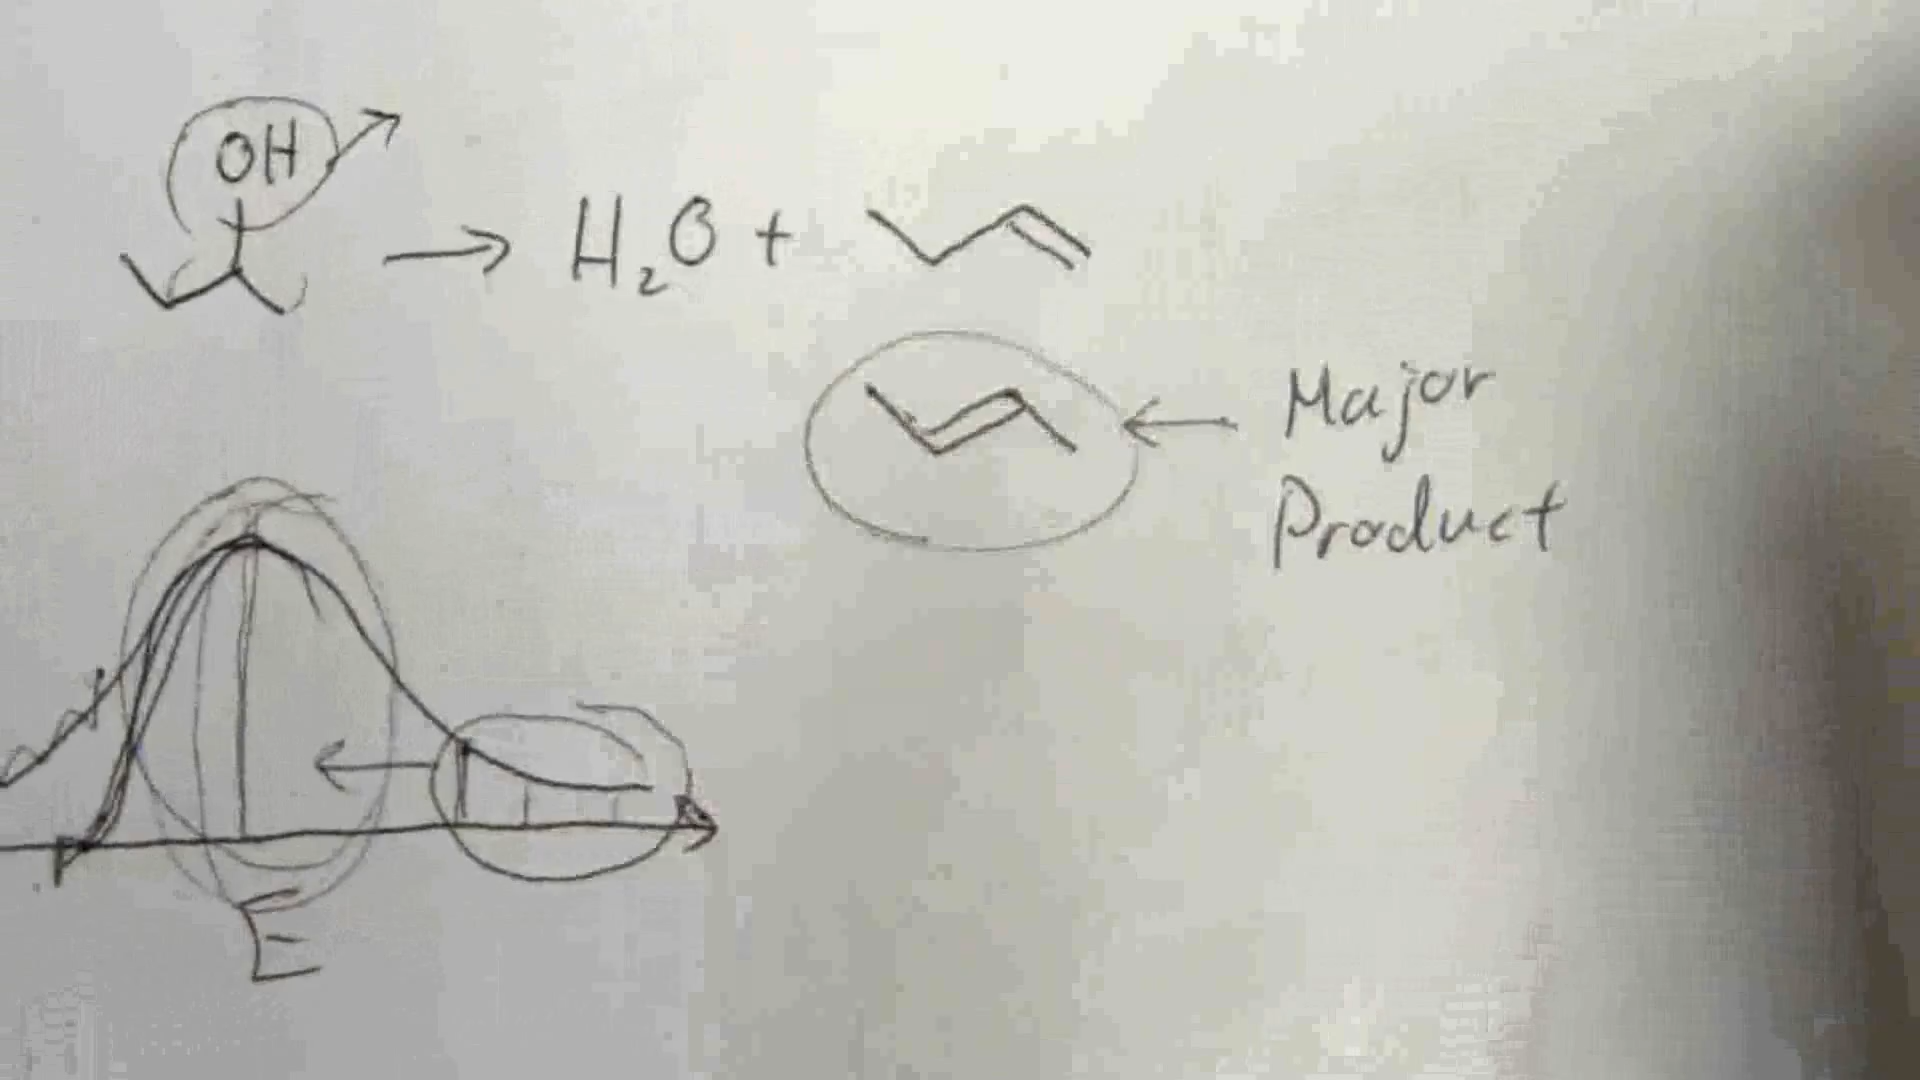 OH
H₂O +
Major
Product
E